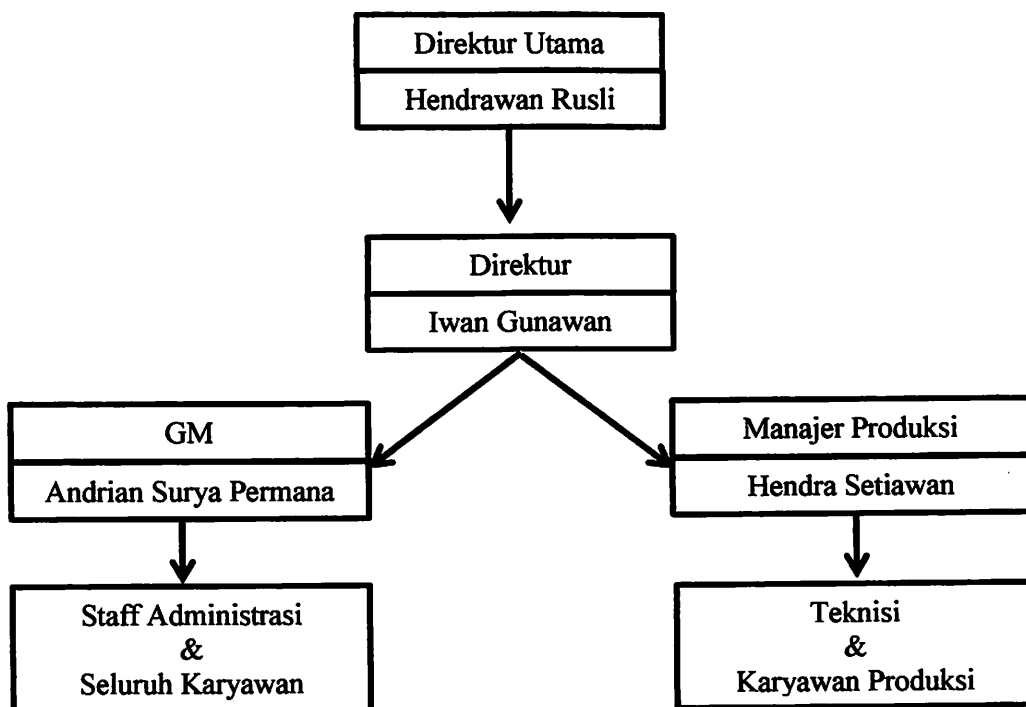 Direktur Utama
Hendrawan Rusli
Direktur
Iwan Gunawan
GM
Andrian Surya Permana
Manajer Produksi
Hendra Setiawan
Staff Administrasi
&
Seluruh Karyawan
Teknisi
&
Karyawan Produksi